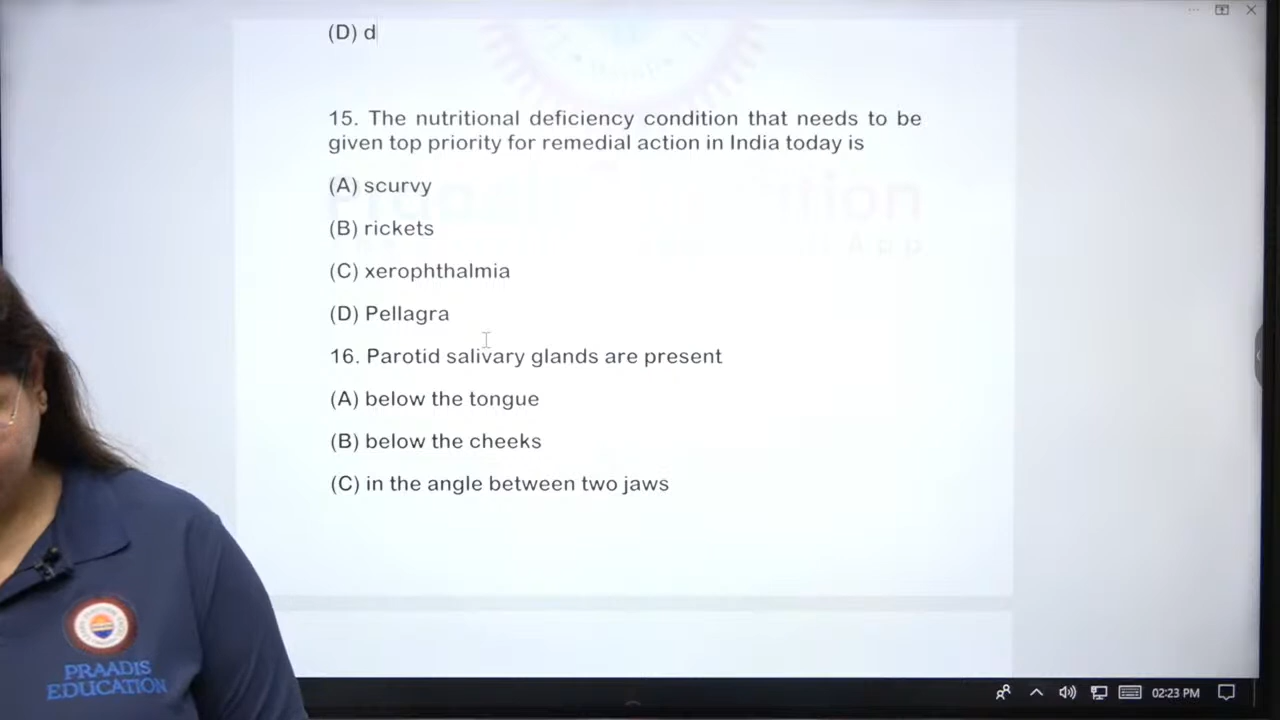 (D) d
15. The nutritional deficiency condition that needs to be
given top priority for remedial action in India today is
(A) scurvy
(B) rickets
(C) xerophthalmia
(D) Pellagra
16. Parotid salivary glands are present
(A) below the tongue
(B) below the cheeks
(C) in the angle between two jaws
PRAADIS
EDUCATION
02:23 PM